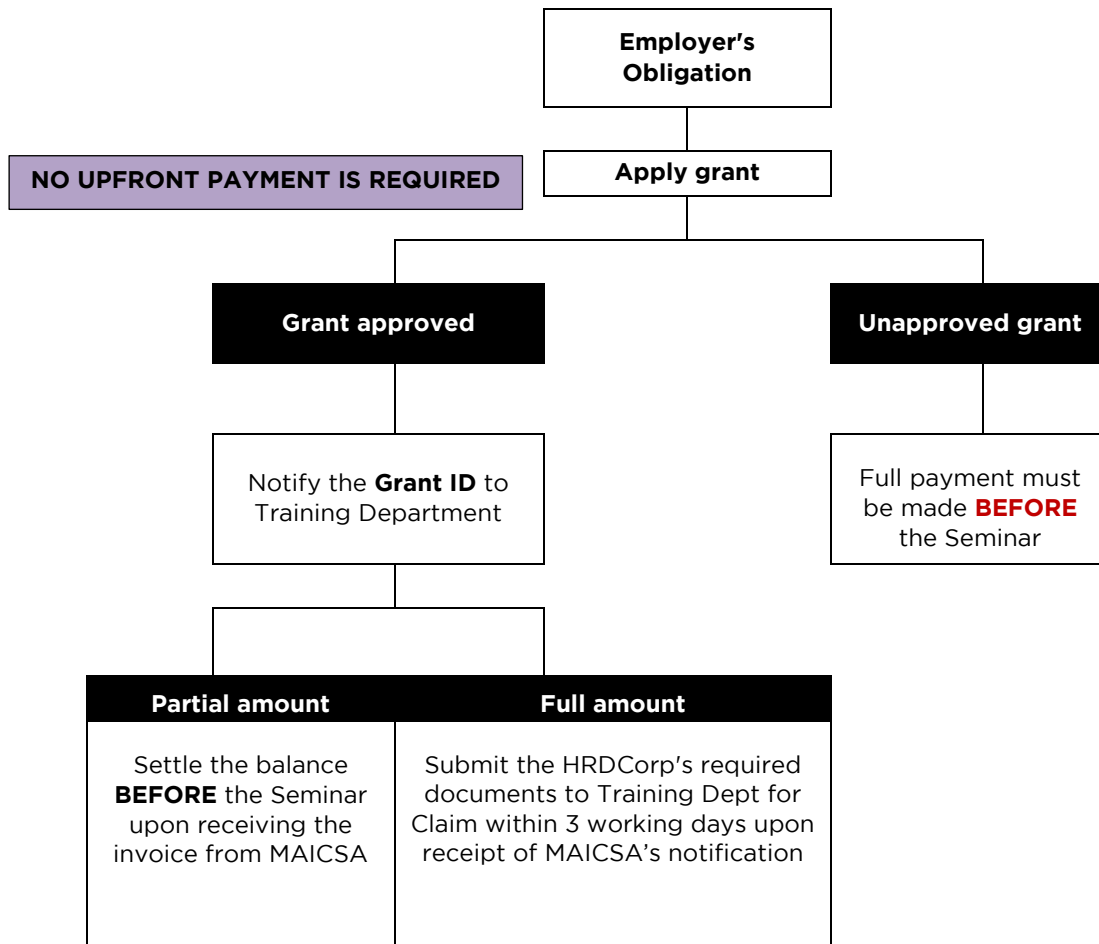 Employer's
Obligation
NO UPFRONT PAYMENT IS REQUIRED
Apply grant
Grant approved
Unapproved grant
Notify the Grant ID to
Training Department
Full payment must
be made BEFORE
the Seminar
Partial amount
Full amount
Settle the balance
BEFORE the Seminar
upon receiving the
invoice from MAICSA
Submit the HRDCorp's required
documents to Training Dept for
Claim within 3 working days upon
receipt of MAICSA’s notification